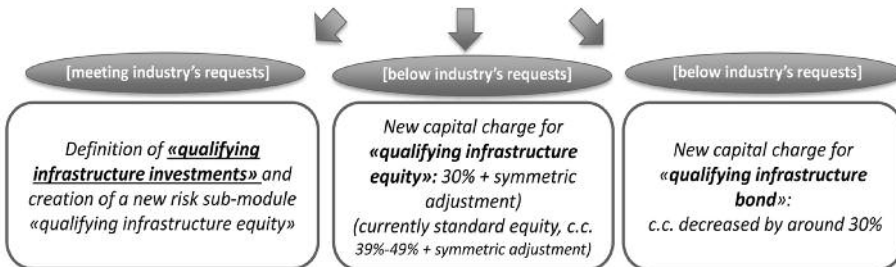 [meeting industry's requests]
[below industry's requests]
[below industry's requests]
Definition of «qualifying
infrastructure investments» and
creation of a new risk sub-module
«qualifying infrastructure equity»
New capital charge for
«qualifying infrastructure
equity»: 30% + symmetric
adjustment)
(currently standard equity, c.c.
39%-49% + symmetric adjustment)
New capital charge for
«qualifying infrastructure
bond»:
c.c. decreased by around 30%